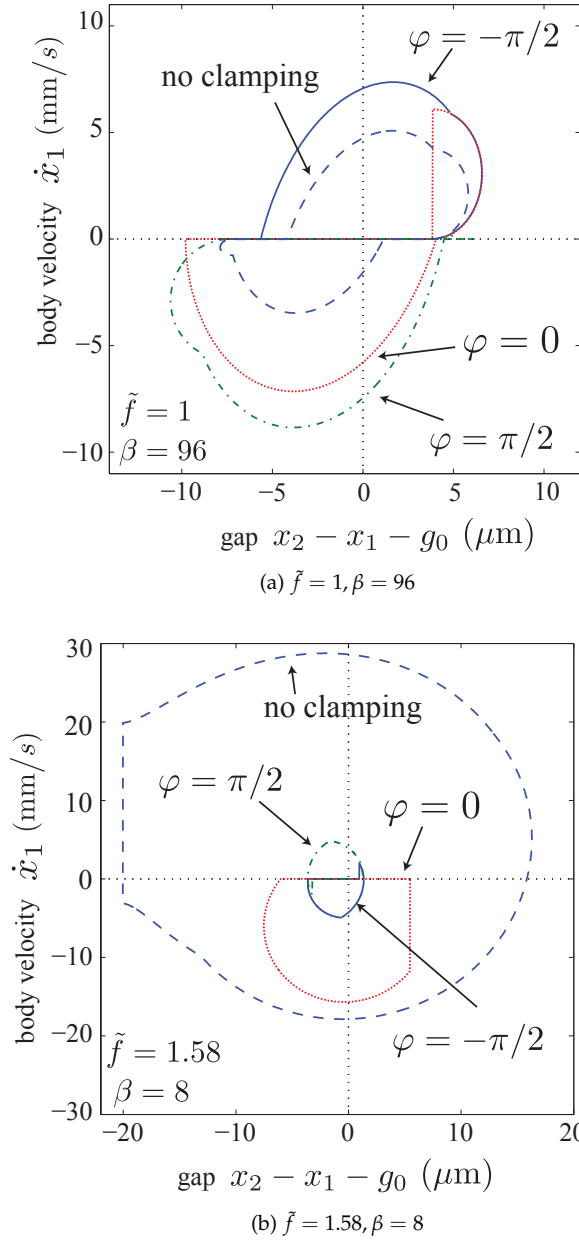 10
φ = −π/2
no clamping
5
0
body velocity ẋ₁ (mm/s)
−5
φ = 0
f̃ = 1
φ = π/2
β = 96
−10
−10 −5 0 5 10
gap x₂ − x₁ − g₀ (μm)
(a) f̃ = 1, β = 96
30
20
no clamping
φ = π/2
φ = 0
10
0
body velocity ẋ₁ (mm/s)
−10
φ = −π/2
f̃ = 1.58
−20
β = 8
−30
−20 −10 0 10 20
gap x₂ − x₁ − g₀ (μm)
(b) f̃ = 1.58, β = 8